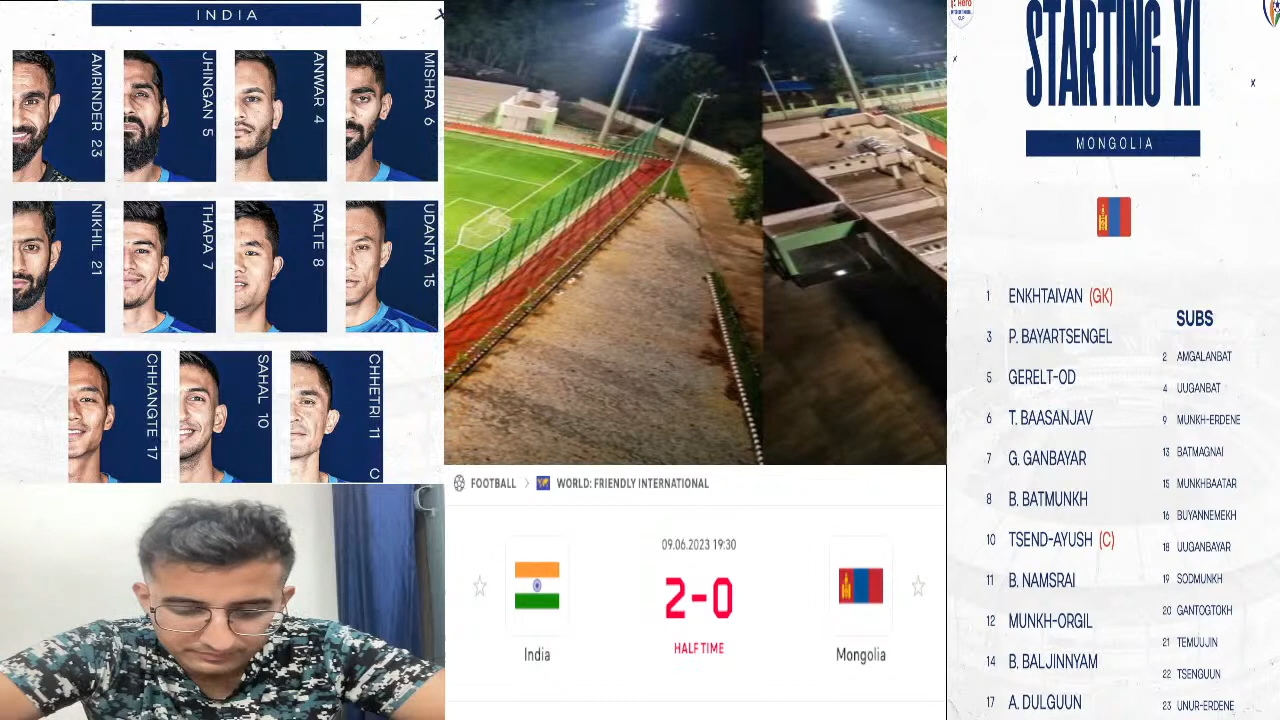 INDIA
AMRINDER 23
JHINGAN 5
ANWAR 4
MISHRA 6
NIKHIL 21
THAPA 7
RALTE 8
UDANTA 15
CHHANGTE 17
SAHAL 10
CHHETRI 11 C
FOOTBALL
WORLD: FRIENDLY INTERNATIONAL
09.06.2023 19:30
2-0
HALF TIME
India
Mongolia
Hero
STARTING XI
MONGOLIA
1 ENKHTAIVAN (GK)
3 P. BAYARTSENGEL
5 GERELT-OD
6 T. BAASANJAV
7 G. GANBAYAR
8 B. BATMUNKH
10 TSEND-AYUSH (C)
11 B. NAMSRAI
12 MUNKH-ORGIL
14 B. BALJINNYAM
17 A. DULGUUN
SUBS
2 AMGALANBAT
4 UUGANBAT
9 MUNKH-ERDENE
13 BATMAGNAI
15 MUNKHBAATAR
16 BUYANNEMEKH
18 UUGANBAYAR
19 SODMUNKH
20 GANTOGTOKH
21 TEMUUJIN
22 TSENGUUN
23 UNUR-ERDENE